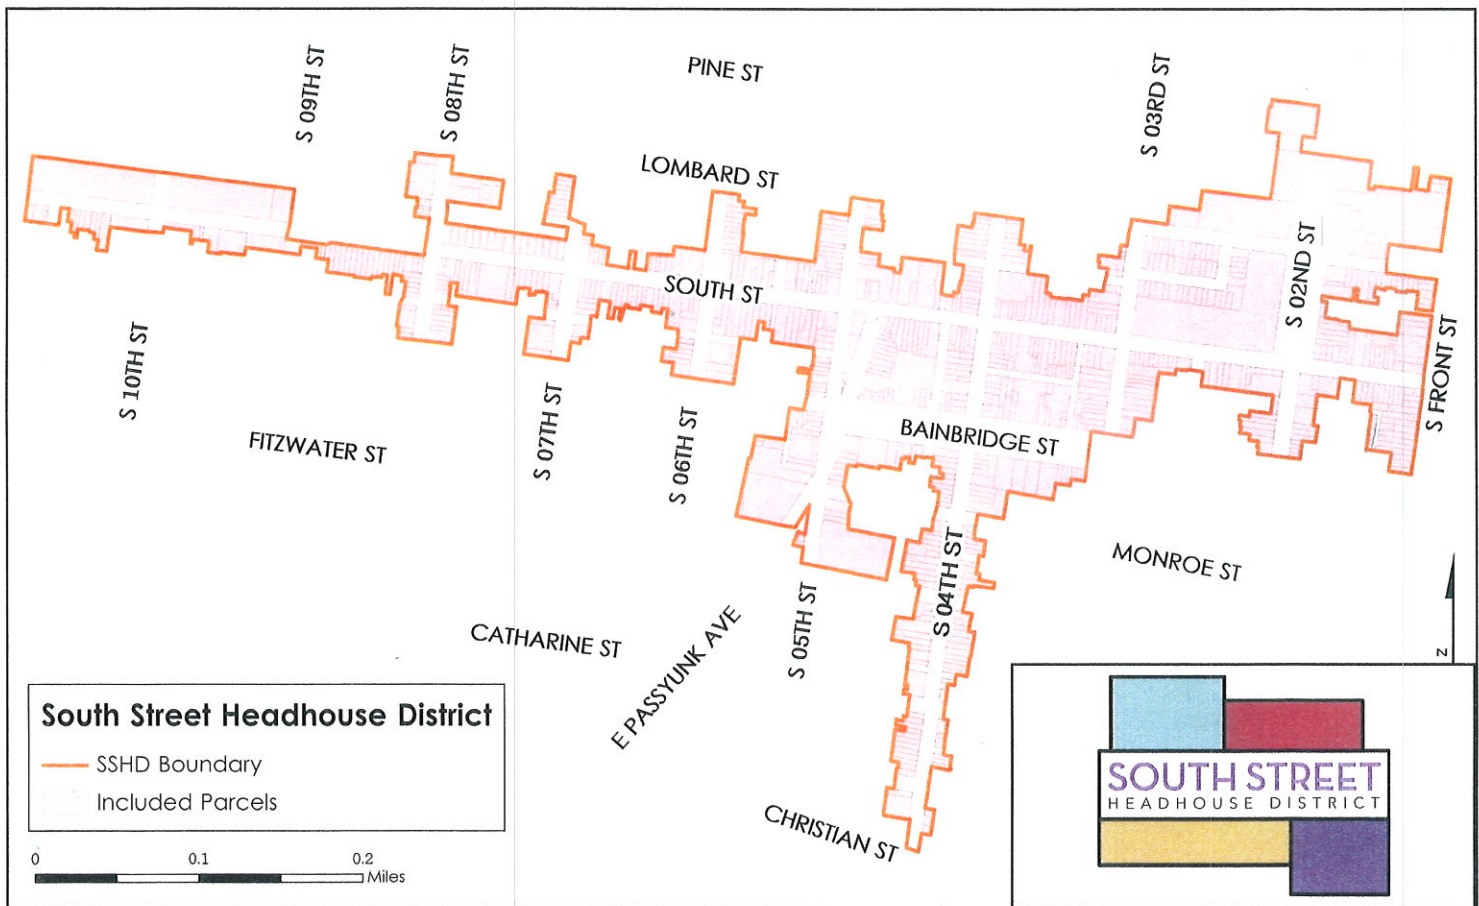 S 09TH ST
S 08TH ST
PINE ST
S 03RD ST
LOMBARD ST
SOUTH ST
S 02ND ST
S FRONT ST
S 10TH ST
FITZWATER ST
S 07TH ST
S 06TH ST
BAINBRIDGE ST
S 04TH ST
MONROE ST
S 05TH ST
CATHARINE ST
E PASSYUNK AVE
CHRISTIAN ST
N
South Street Headhouse District
SSHD Boundary
Included Parcels
0 0.1 0.2
Miles
SOUTH STREET
HEADHOUSE DISTRICT